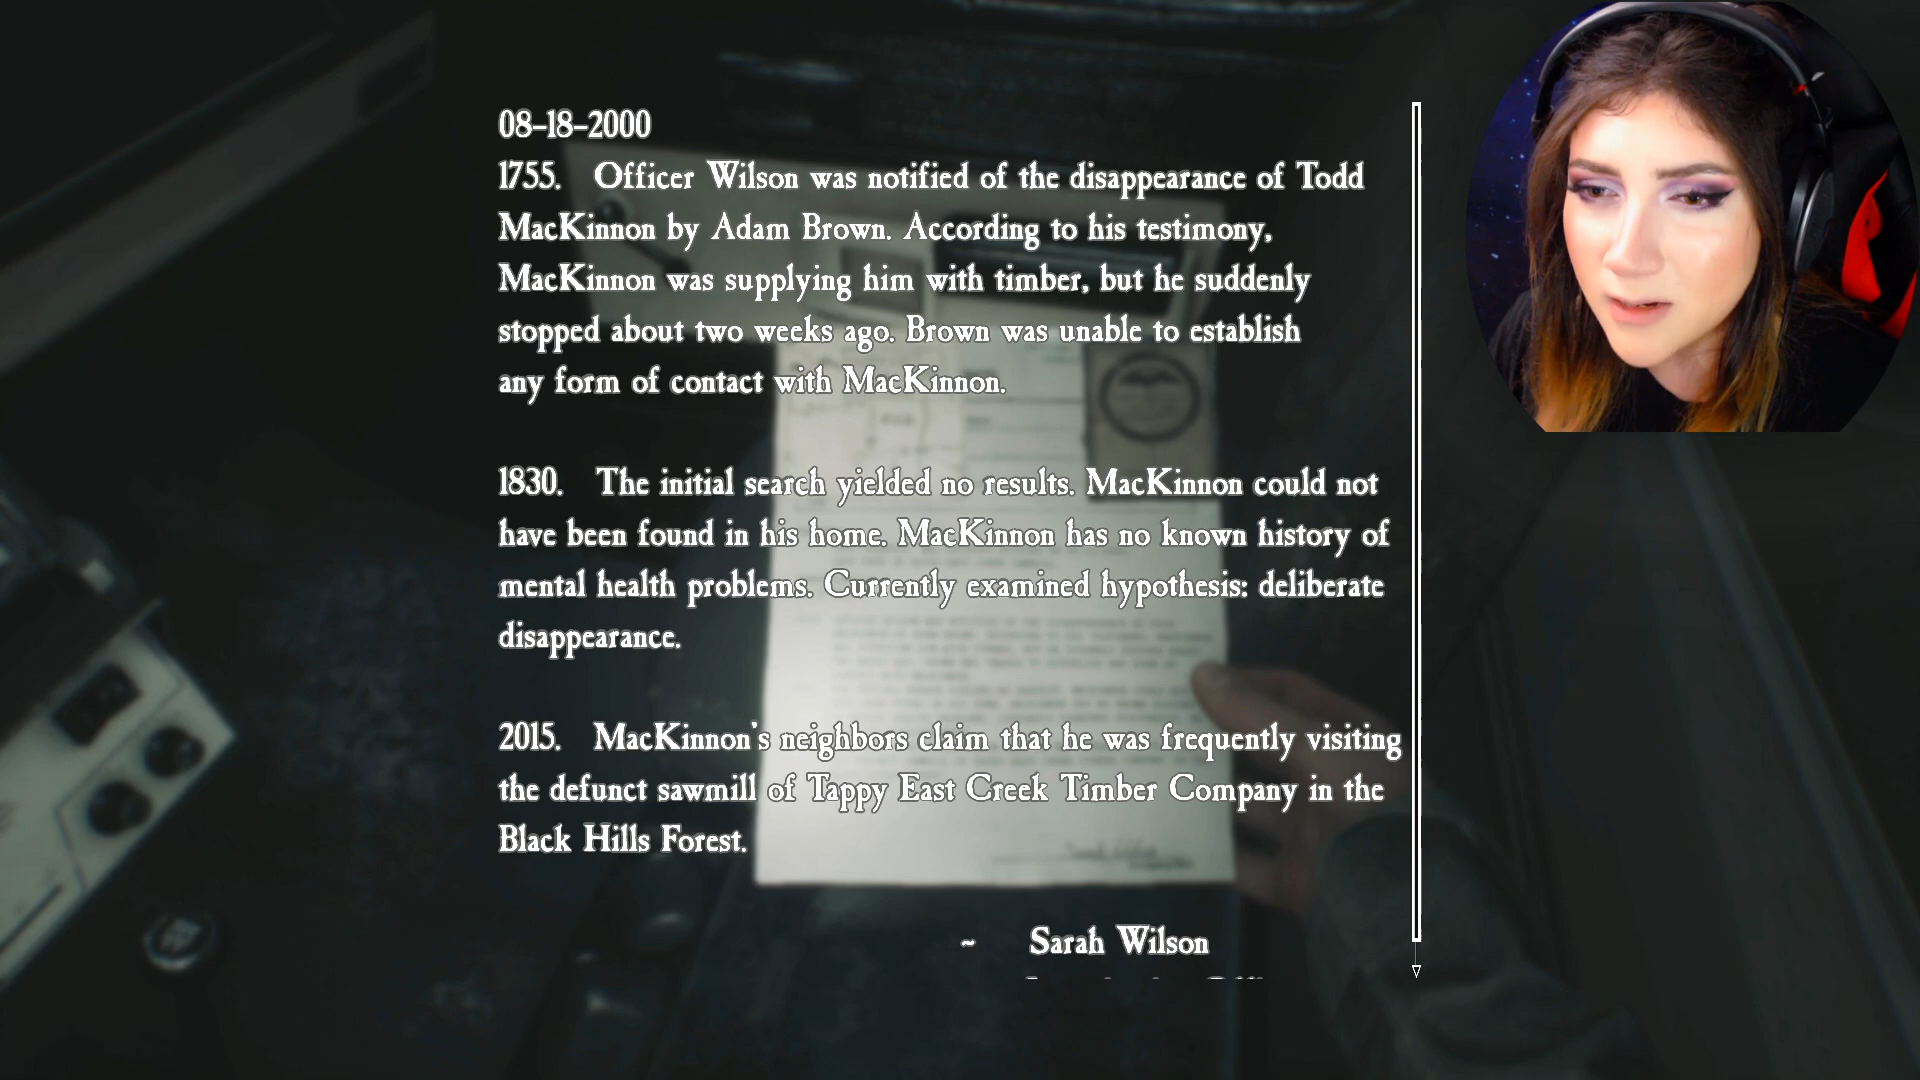 08-18-2000
1755. Officer Wilson was notified of the disappearance of Todd
MacKinnon by Adam Brown. According to his testimony,
MacKinnon was supplying him with timber, but he suddenly
stopped about two weeks ago. Brown was unable to establish
any form of contact with MacKinnon.
1830. The initial search yielded no results. MacKinnon could not
have been found in his home. MacKinnon has no known history of
mental health problems. Currently examined hypothesis: deliberate
disappearance.
2015. MacKinnon's neighbors claim that he was frequently visiting
the defunct sawmill of Tappy East Creek Timber Company in the
Black Hills Forest.
~ Sarah Wilson